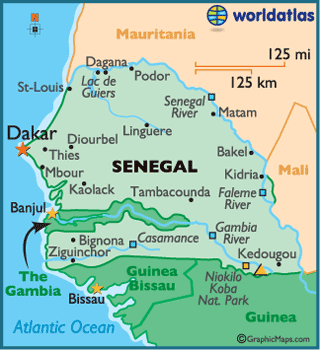 worldatlas
Mauritania
125 mi
125 km
Dagana
Podor
Lac de
Guiers
St-Louis
Senegal
River
Matam
Linguere
Dakar
Diourbel
Thies
Mbour
SENEGAL
Bakel
Kidria
Mali
Kaolack
Tambacounda
Faleme
River
Banjul
Gambia
River
Bignona
Casamance
Ziguinchor
Kedougou
The
Gambia
Guinea
Bissau
Niokilo
Koba
Nat. Park
Bissau
Guinea
Atlantic Ocean
©GraphicMaps.com